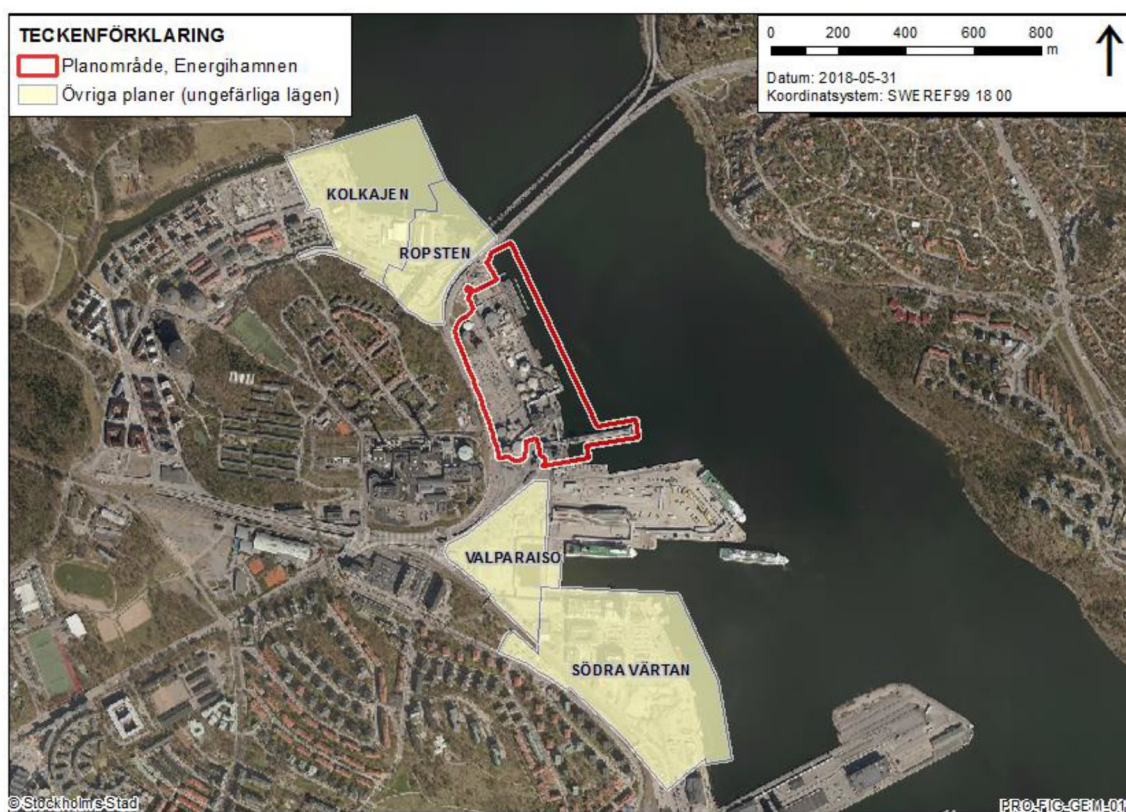 TECKENFÖRKLARING
Planområde, Energihamnen
Övriga planer (ungefärliga lägen)
0 200 400 600 800
m
Datum: 2018-05-31
Koordinatsystem: SWEREF99 18 00
KOLKAJEN
ROPSTEN
VALPARAISO
SÖDRA VÄRTAN
© Stockholms Stad
PRO-FIG-GEM-01